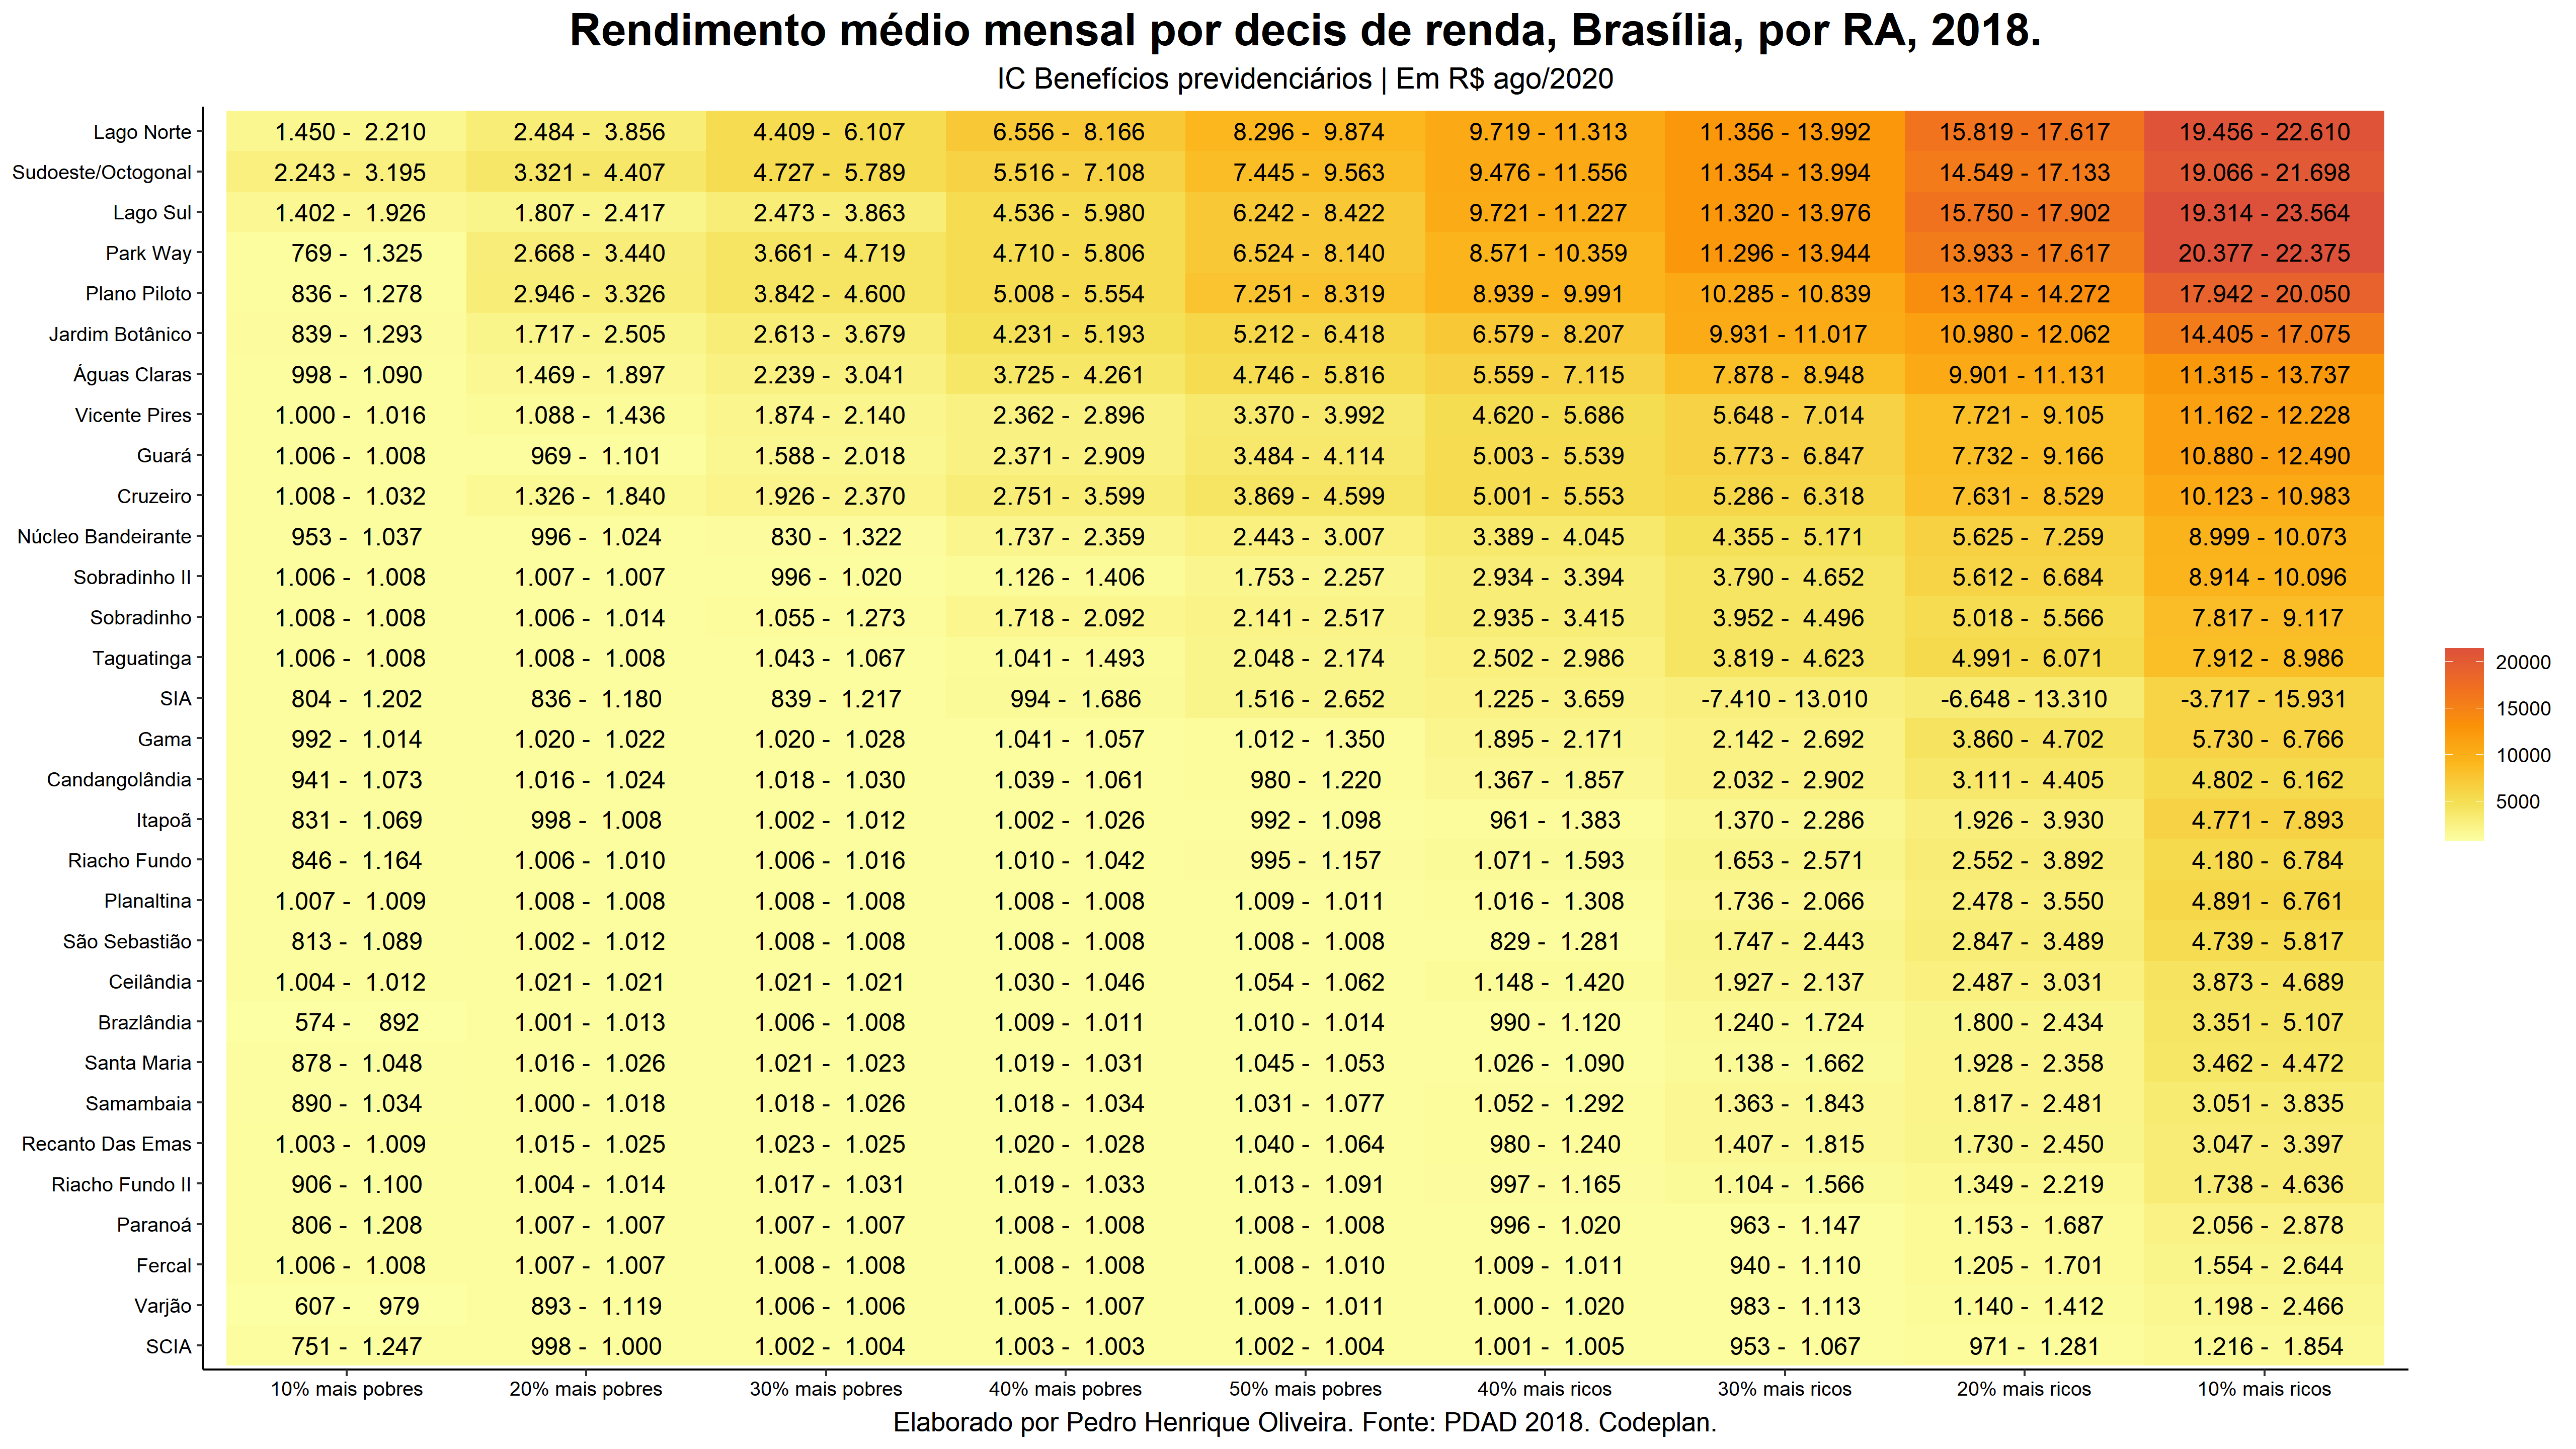 Rendimento médio mensal por decis de renda, Brasília, por RA, 2018.
IC Benefícios previdenciários | Em R$ ago/2020
Lago Norte 1.450 - 2.210 2.484 - 3.856 4.409 - 6.107 6.556 - 8.166 8.296 - 9.874 9.719 - 11.313 11.356 - 13.992 15.819 - 17.617 19.456 - 22.610
Sudoeste/Octogonal 2.243 - 3.195 3.321 - 4.407 4.727 - 5.789 5.516 - 7.108 7.445 - 9.563 9.476 - 11.556 11.354 - 13.994 14.549 - 17.133 19.066 - 21.698
Lago Sul 1.402 - 1.926 1.807 - 2.417 2.473 - 3.863 4.536 - 5.980 6.242 - 8.422 9.721 - 11.227 11.320 - 13.976 15.750 - 17.902 19.314 - 23.564
Park Way 769 - 1.325 2.668 - 3.440 3.661 - 4.719 4.710 - 5.806 6.524 - 8.140 8.571 - 10.359 11.296 - 13.944 13.933 - 17.617 20.377 - 22.375
Plano Piloto 836 - 1.278 2.946 - 3.326 3.842 - 4.600 5.008 - 5.554 7.251 - 8.319 8.939 - 9.991 10.285 - 10.839 13.174 - 14.272 17.942 - 20.050
Jardim Botânico 839 - 1.293 1.717 - 2.505 2.613 - 3.679 4.231 - 5.193 5.212 - 6.418 6.579 - 8.207 9.931 - 11.017 10.980 - 12.062 14.405 - 17.075
Águas Claras 998 - 1.090 1.469 - 1.897 2.239 - 3.041 3.725 - 4.261 4.746 - 5.816 5.559 - 7.115 7.878 - 8.948 9.901 - 11.131 11.315 - 13.737
Vicente Pires 1.000 - 1.016 1.088 - 1.436 1.874 - 2.140 2.362 - 2.896 3.370 - 3.992 4.620 - 5.686 5.648 - 7.014 7.721 - 9.105 11.162 - 12.228
Guará 1.006 - 1.008 969 - 1.101 1.588 - 2.018 2.371 - 2.909 3.484 - 4.114 5.003 - 5.539 5.773 - 6.847 7.732 - 9.166 10.880 - 12.490
Cruzeiro 1.008 - 1.032 1.326 - 1.840 1.926 - 2.370 2.751 - 3.599 3.869 - 4.599 5.001 - 5.553 5.286 - 6.318 7.631 - 8.529 10.123 - 10.983
Núcleo Bandeirante 953 - 1.037 996 - 1.024 830 - 1.322 1.737 - 2.359 2.443 - 3.007 3.389 - 4.045 4.355 - 5.171 5.625 - 7.259 8.999 - 10.073
Sobradinho II 1.006 - 1.008 1.007 - 1.007 996 - 1.020 1.126 - 1.406 1.753 - 2.257 2.934 - 3.394 3.790 - 4.652 5.612 - 6.684 8.914 - 10.096
Sobradinho 1.008 - 1.008 1.006 - 1.014 1.055 - 1.273 1.718 - 2.092 2.141 - 2.517 2.935 - 3.415 3.952 - 4.496 5.018 - 5.566 7.817 - 9.117
Taguatinga 1.006 - 1.008 1.008 - 1.008 1.043 - 1.067 1.041 - 1.493 2.048 - 2.174 2.502 - 2.986 3.819 - 4.623 4.991 - 6.071 7.912 - 8.986
SIA 804 - 1.202 836 - 1.180 839 - 1.217 994 - 1.686 1.516 - 2.652 1.225 - 3.659 -7.410 - 13.010 -6.648 - 13.310 -3.717 - 15.931
Gama 992 - 1.014 1.020 - 1.022 1.020 - 1.028 1.041 - 1.057 1.012 - 1.350 1.895 - 2.171 2.142 - 2.692 3.860 - 4.702 5.730 - 6.766
Candangolândia 941 - 1.073 1.016 - 1.024 1.018 - 1.030 1.039 - 1.061 980 - 1.220 1.367 - 1.857 2.032 - 2.902 3.111 - 4.405 4.802 - 6.162
Itapoã 831 - 1.069 998 - 1.008 1.002 - 1.012 1.002 - 1.026 992 - 1.098 961 - 1.383 1.370 - 2.286 1.926 - 3.930 4.771 - 7.893
Riacho Fundo 846 - 1.164 1.006 - 1.010 1.006 - 1.016 1.010 - 1.042 995 - 1.157 1.071 - 1.593 1.653 - 2.571 2.552 - 3.892 4.180 - 6.784
Planaltina 1.007 - 1.009 1.008 - 1.008 1.008 - 1.008 1.008 - 1.008 1.009 - 1.011 1.016 - 1.308 1.736 - 2.066 2.478 - 3.550 4.891 - 6.761
São Sebastião 813 - 1.089 1.002 - 1.012 1.008 - 1.008 1.008 - 1.008 1.008 - 1.008 829 - 1.281 1.747 - 2.443 2.847 - 3.489 4.739 - 5.817
Ceilândia 1.004 - 1.012 1.021 - 1.021 1.021 - 1.021 1.030 - 1.046 1.054 - 1.062 1.148 - 1.420 1.927 - 2.137 2.487 - 3.031 3.873 - 4.689
Brazlândia 574 - 892 1.001 - 1.013 1.006 - 1.008 1.009 - 1.011 1.010 - 1.014 990 - 1.120 1.240 - 1.724 1.800 - 2.434 3.351 - 5.107
Santa Maria 878 - 1.048 1.016 - 1.026 1.021 - 1.023 1.019 - 1.031 1.045 - 1.053 1.026 - 1.090 1.138 - 1.662 1.928 - 2.358 3.462 - 4.472
Samambaia 890 - 1.034 1.000 - 1.018 1.018 - 1.026 1.018 - 1.034 1.031 - 1.077 1.052 - 1.292 1.363 - 1.843 1.817 - 2.481 3.051 - 3.835
Recanto Das Emas 1.003 - 1.009 1.015 - 1.025 1.023 - 1.025 1.020 - 1.028 1.040 - 1.064 980 - 1.240 1.407 - 1.815 1.730 - 2.450 3.047 - 3.397
Riacho Fundo II 906 - 1.100 1.004 - 1.014 1.017 - 1.031 1.019 - 1.033 1.013 - 1.091 997 - 1.165 1.104 - 1.566 1.349 - 2.219 1.738 - 4.636
Paranoá 806 - 1.208 1.007 - 1.007 1.007 - 1.007 1.008 - 1.008 1.008 - 1.008 996 - 1.020 963 - 1.147 1.153 - 1.687 2.056 - 2.878
Fercal 1.006 - 1.008 1.007 - 1.007 1.008 - 1.008 1.008 - 1.008 1.008 - 1.010 1.009 - 1.011 940 - 1.110 1.205 - 1.701 1.554 - 2.644
Varjão 607 - 979 893 - 1.119 1.006 - 1.006 1.005 - 1.007 1.009 - 1.011 1.000 - 1.020 983 - 1.113 1.140 - 1.412 1.198 - 2.466
SCIA 751 - 1.247 998 - 1.000 1.002 - 1.004 1.003 - 1.003 1.002 - 1.004 1.001 - 1.005 953 - 1.067 971 - 1.281 1.216 - 1.854
10% mais pobres 20% mais pobres 30% mais pobres 40% mais pobres 50% mais pobres 40% mais ricos 30% mais ricos 20% mais ricos 10% mais ricos
Elaborado por Pedro Henrique Oliveira. Fonte: PDAD 2018. Codeplan.
20000
15000
10000
5000